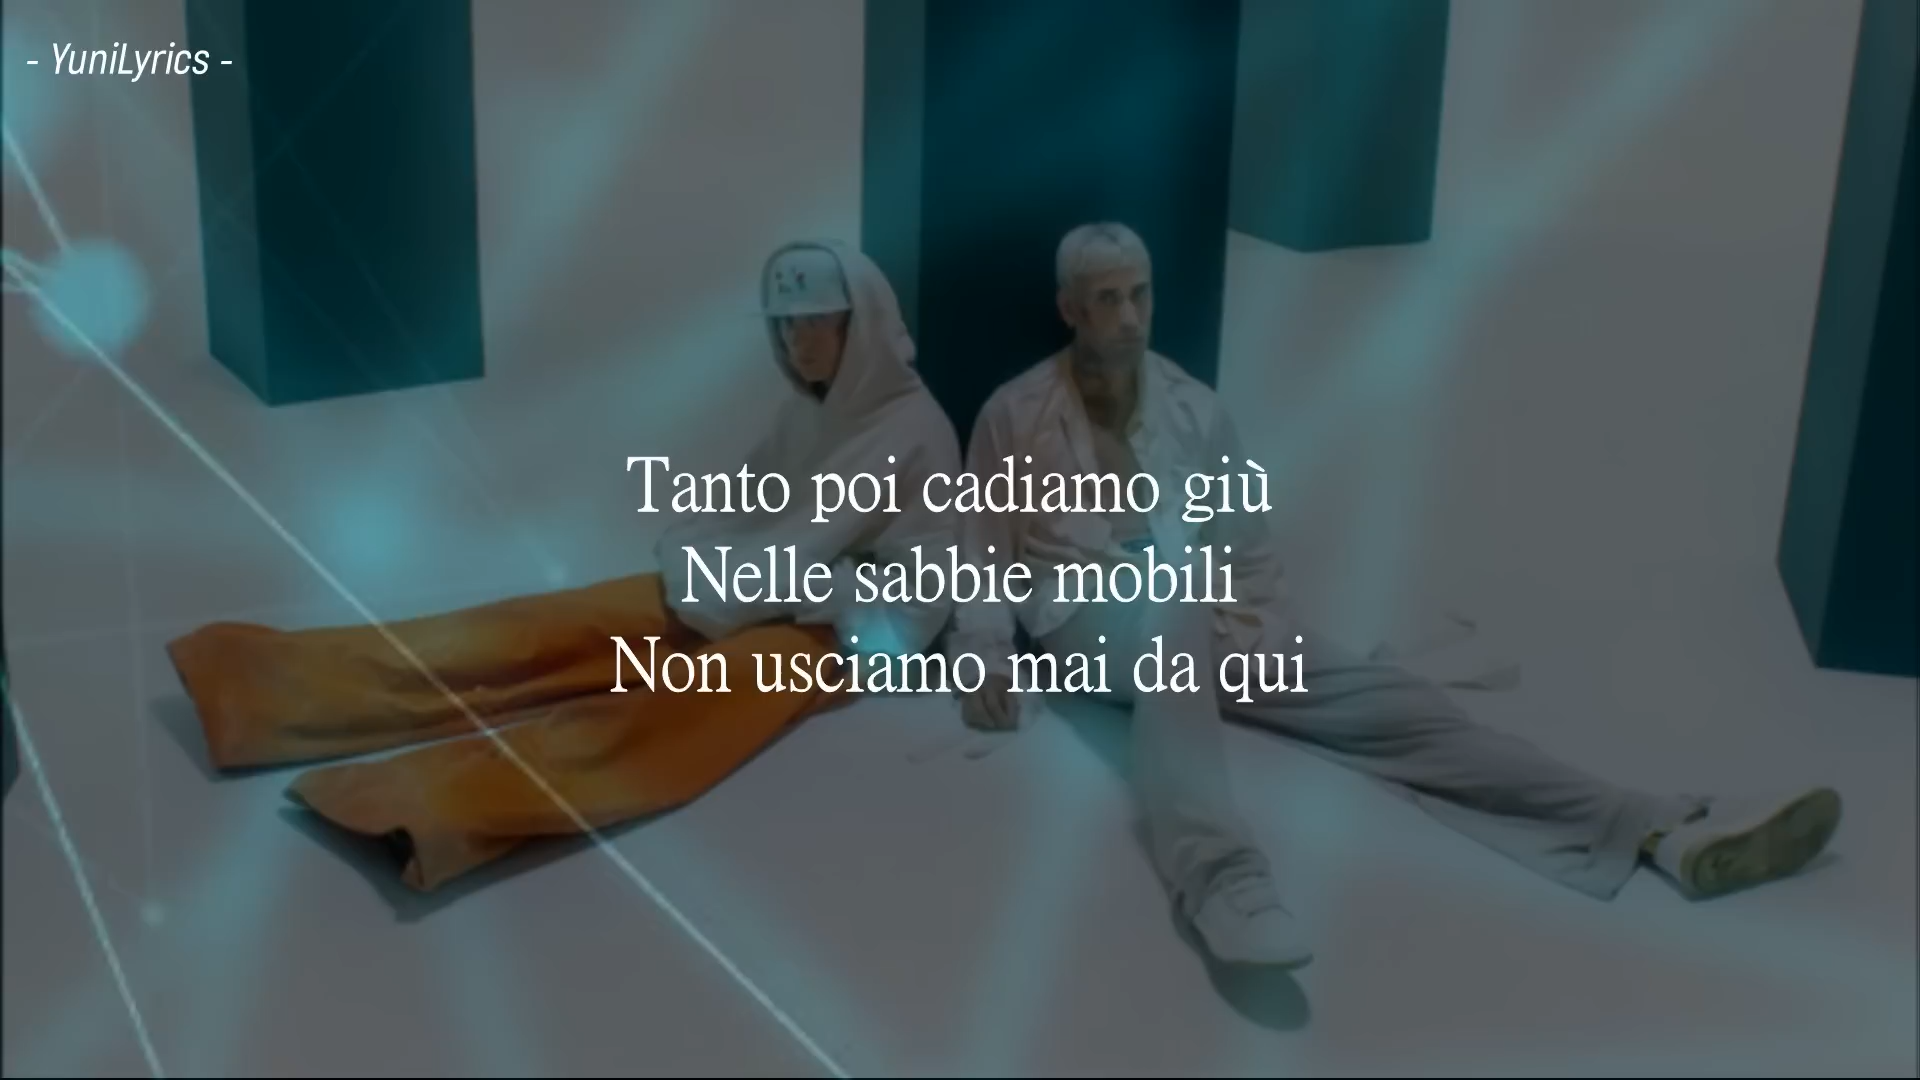 - YuniLyrics -
Tanto poi cadiamo giù
Nelle sabbie mobili
Non usciamo mai da qui